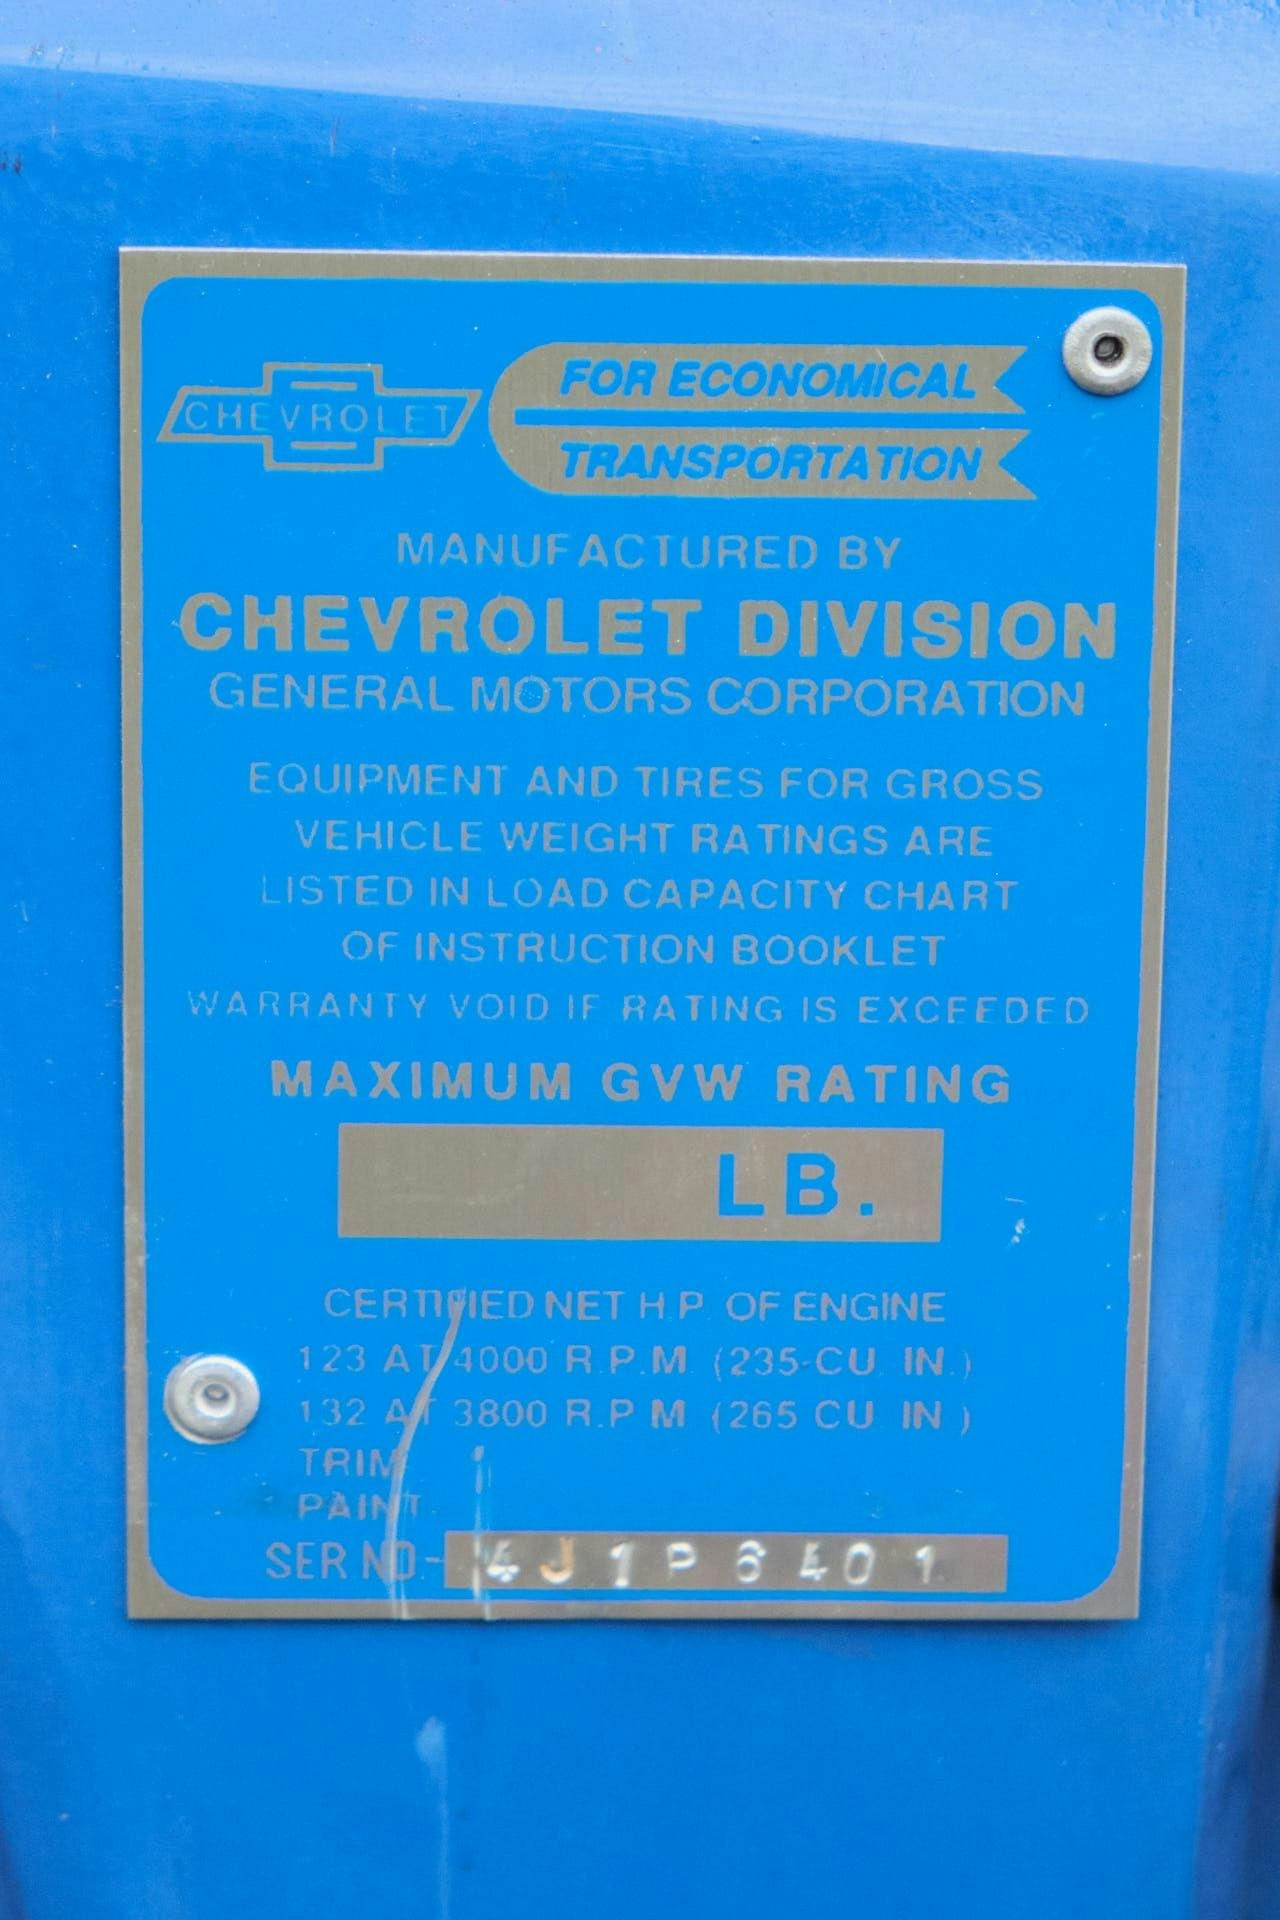 CHEVROLET
FOR ECONOMICAL
TRANSPORTATION
MANUFACTURED BY
CHEVROLET DIVISION
GENERAL MOTORS CORPORATION
EQUIPMENT AND TIRES FOR GROSS
VEHICLE WEIGHT RATINGS ARE
LISTED IN LOAD CAPACITY CHART
OF INSTRUCTION BOOKLET
WARRANTY VOID IF RATING IS EXCEEDED
MAXIMUM GVW RATING
LB.
CERTIFIED NET H.P. OF ENGINE
123 AT 4000 R.P.M. (235-CU. IN.)
132 AT 3800 R.P.M (265 CU. IN.)
TRIM
PAINT
SER NO- 4J1P6401